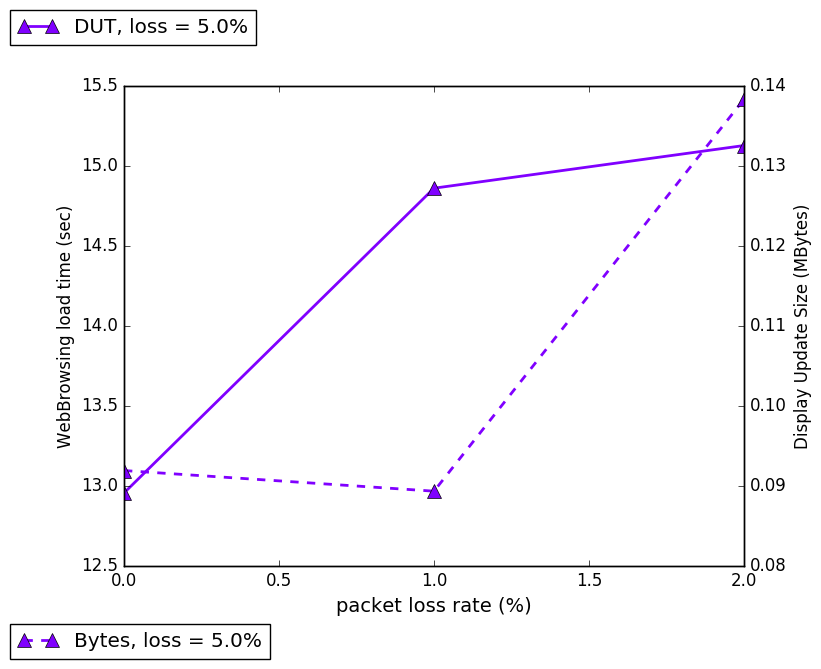 DUT, loss = 5.0%
15.5
15.0
14.5
14.0
13.5
13.0
12.5
WebBrowsing load time (sec)
0.14
0.13
0.12
0.11
0.10
0.09
0.08
Display Update Size (MBytes)
0.0 0.5 1.0 1.5 2.0
packet loss rate (%)
Bytes, loss = 5.0%